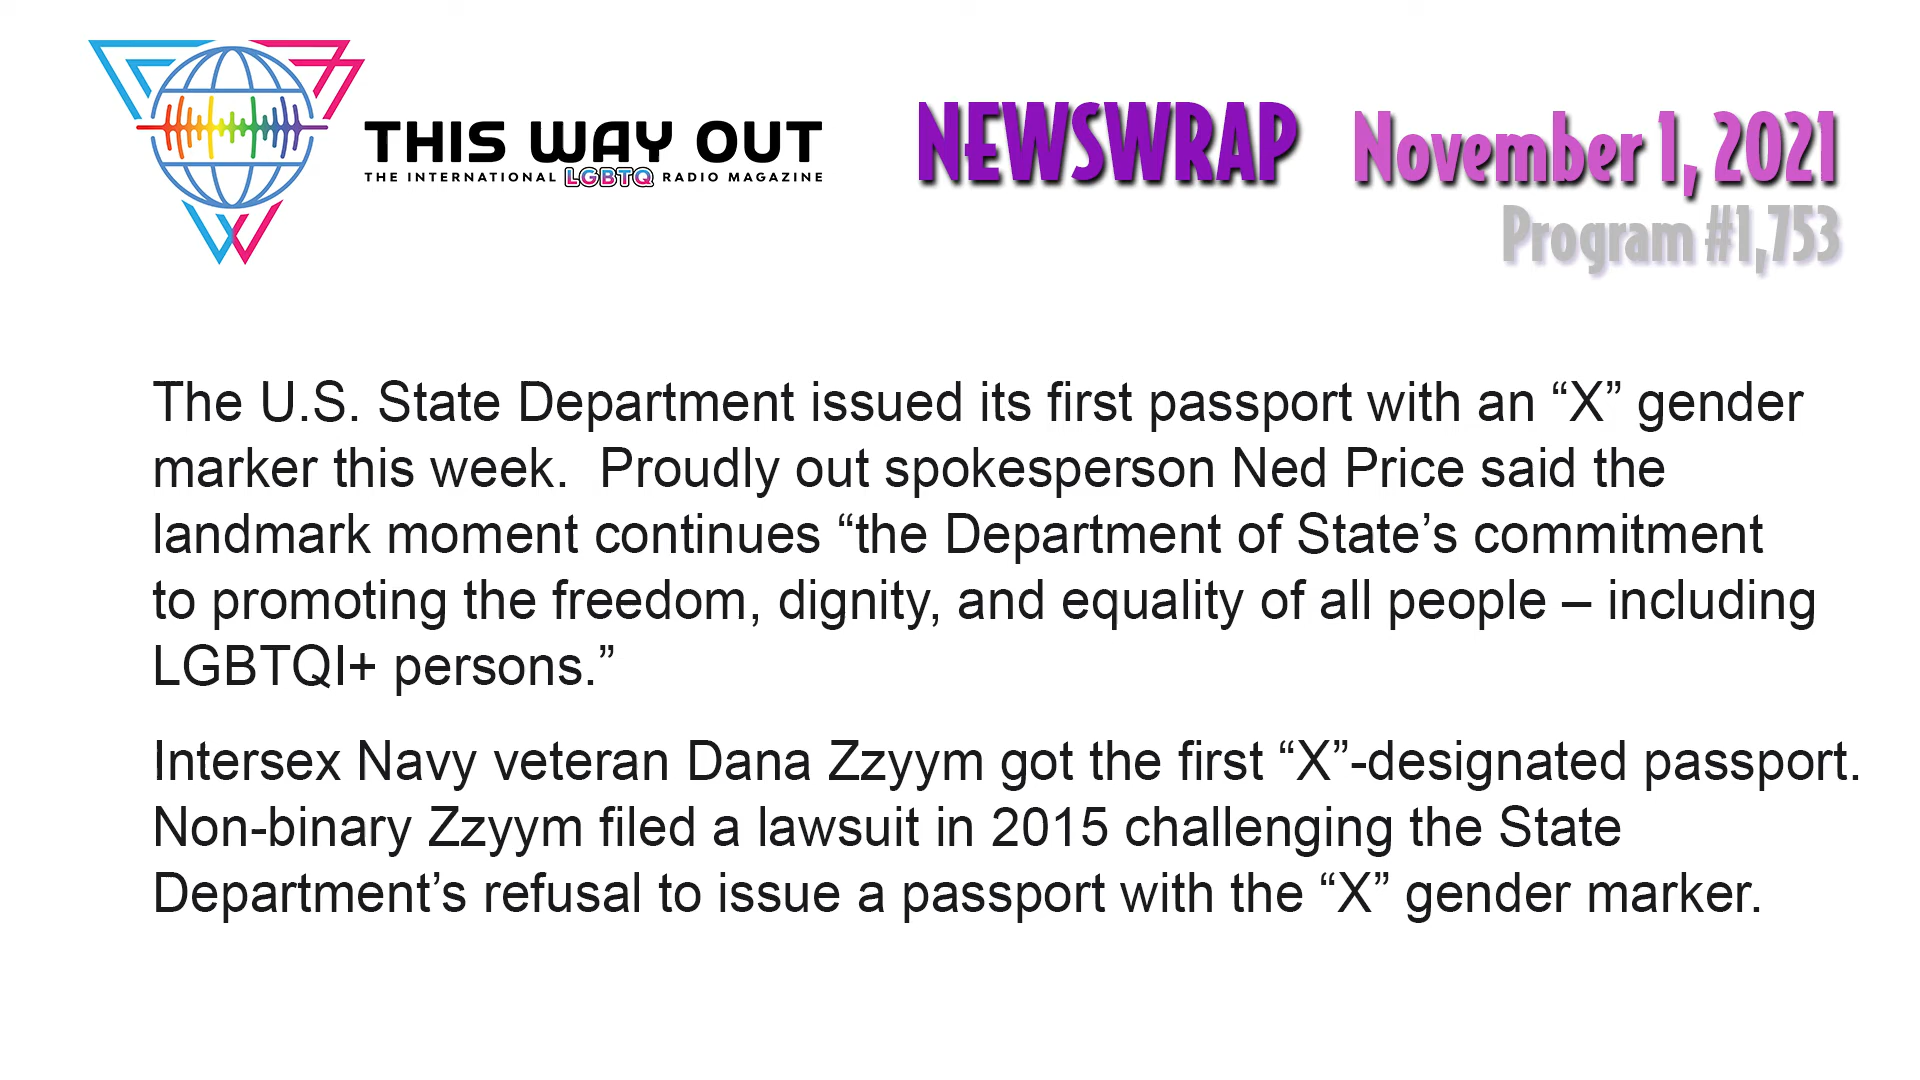 THIS WAY OUT
THE INTERNATIONAL LGBTQ RADIO MAGAZINE
NEWSWRAP
November 1, 2021
Program #1,753
The U.S. State Department issued its first passport with an “X” gender
marker this week.  Proudly out spokesperson Ned Price said the
landmark moment continues “the Department of State’s commitment
to promoting the freedom, dignity, and equality of all people – including
LGBTQI+ persons.”
Intersex Navy veteran Dana Zzyym got the first “X”-designated passport.
Non-binary Zzyym filed a lawsuit in 2015 challenging the State
Department’s refusal to issue a passport with the “X” gender marker.